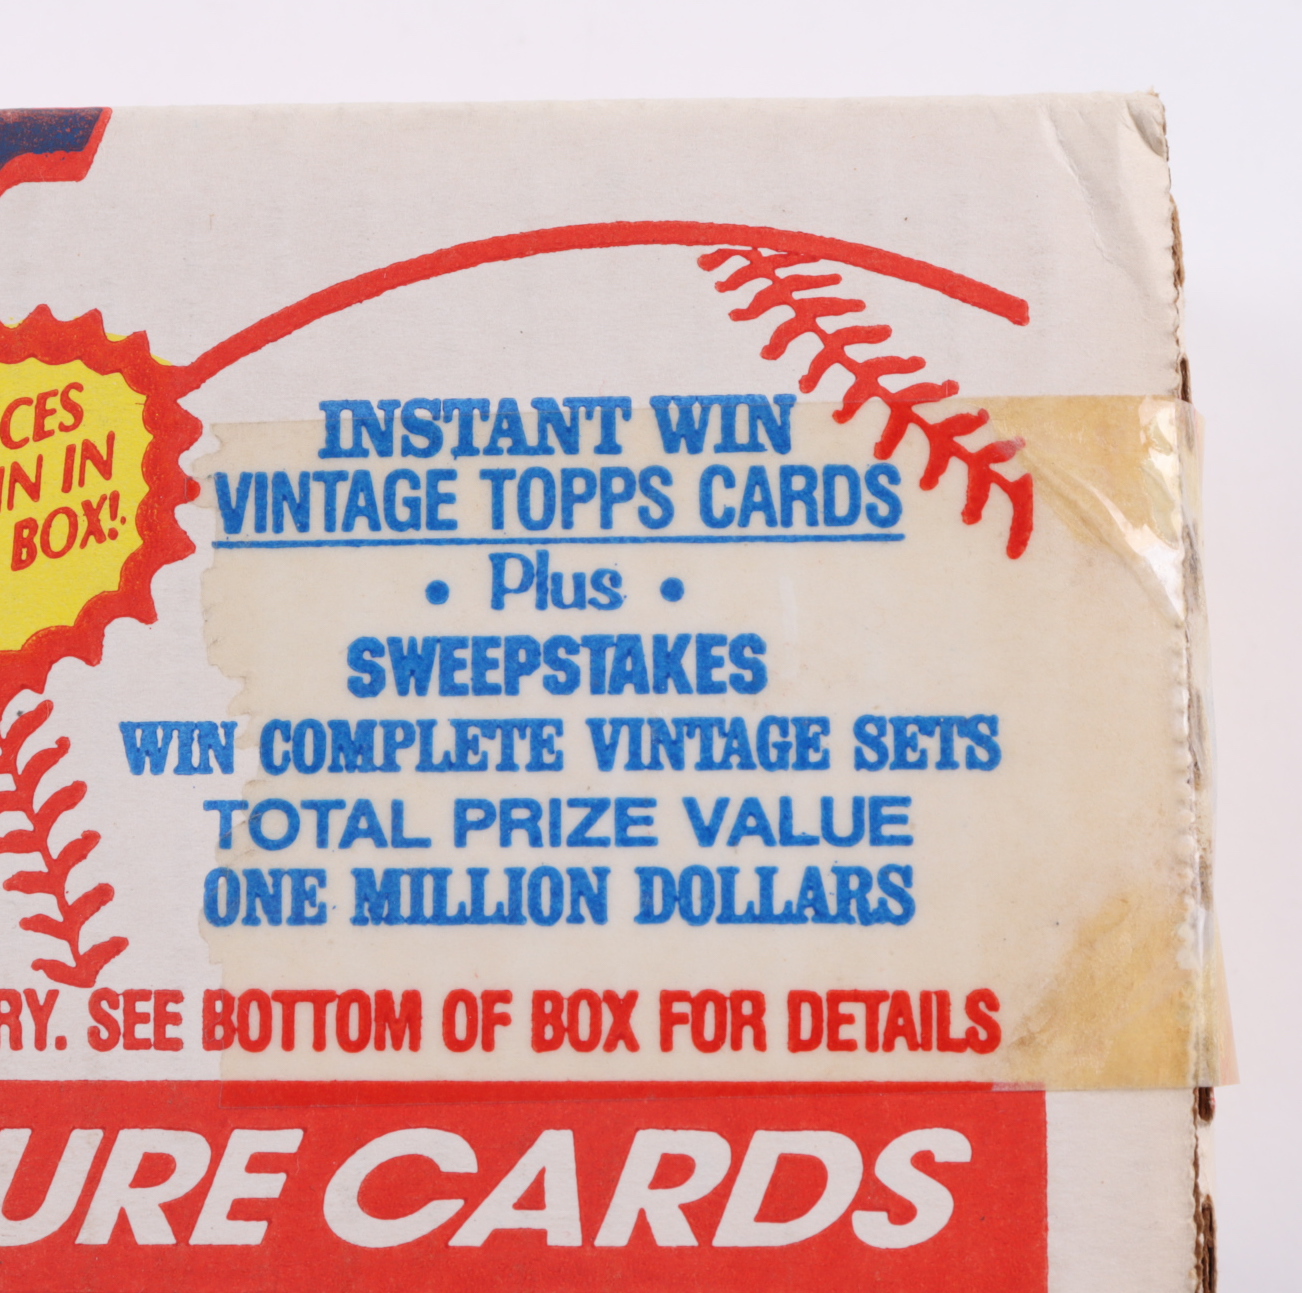 CES
IN IN
BOX!
INSTANT WIN
VINTAGE TOPPS CARDS
• Plus •
SWEEPSTAKES
WIN COMPLETE VINTAGE SETS
TOTAL PRIZE VALUE
ONE MILLION DOLLARS
RY. SEE BOTTOM OF BOX FOR DETAILS
URE CARDS